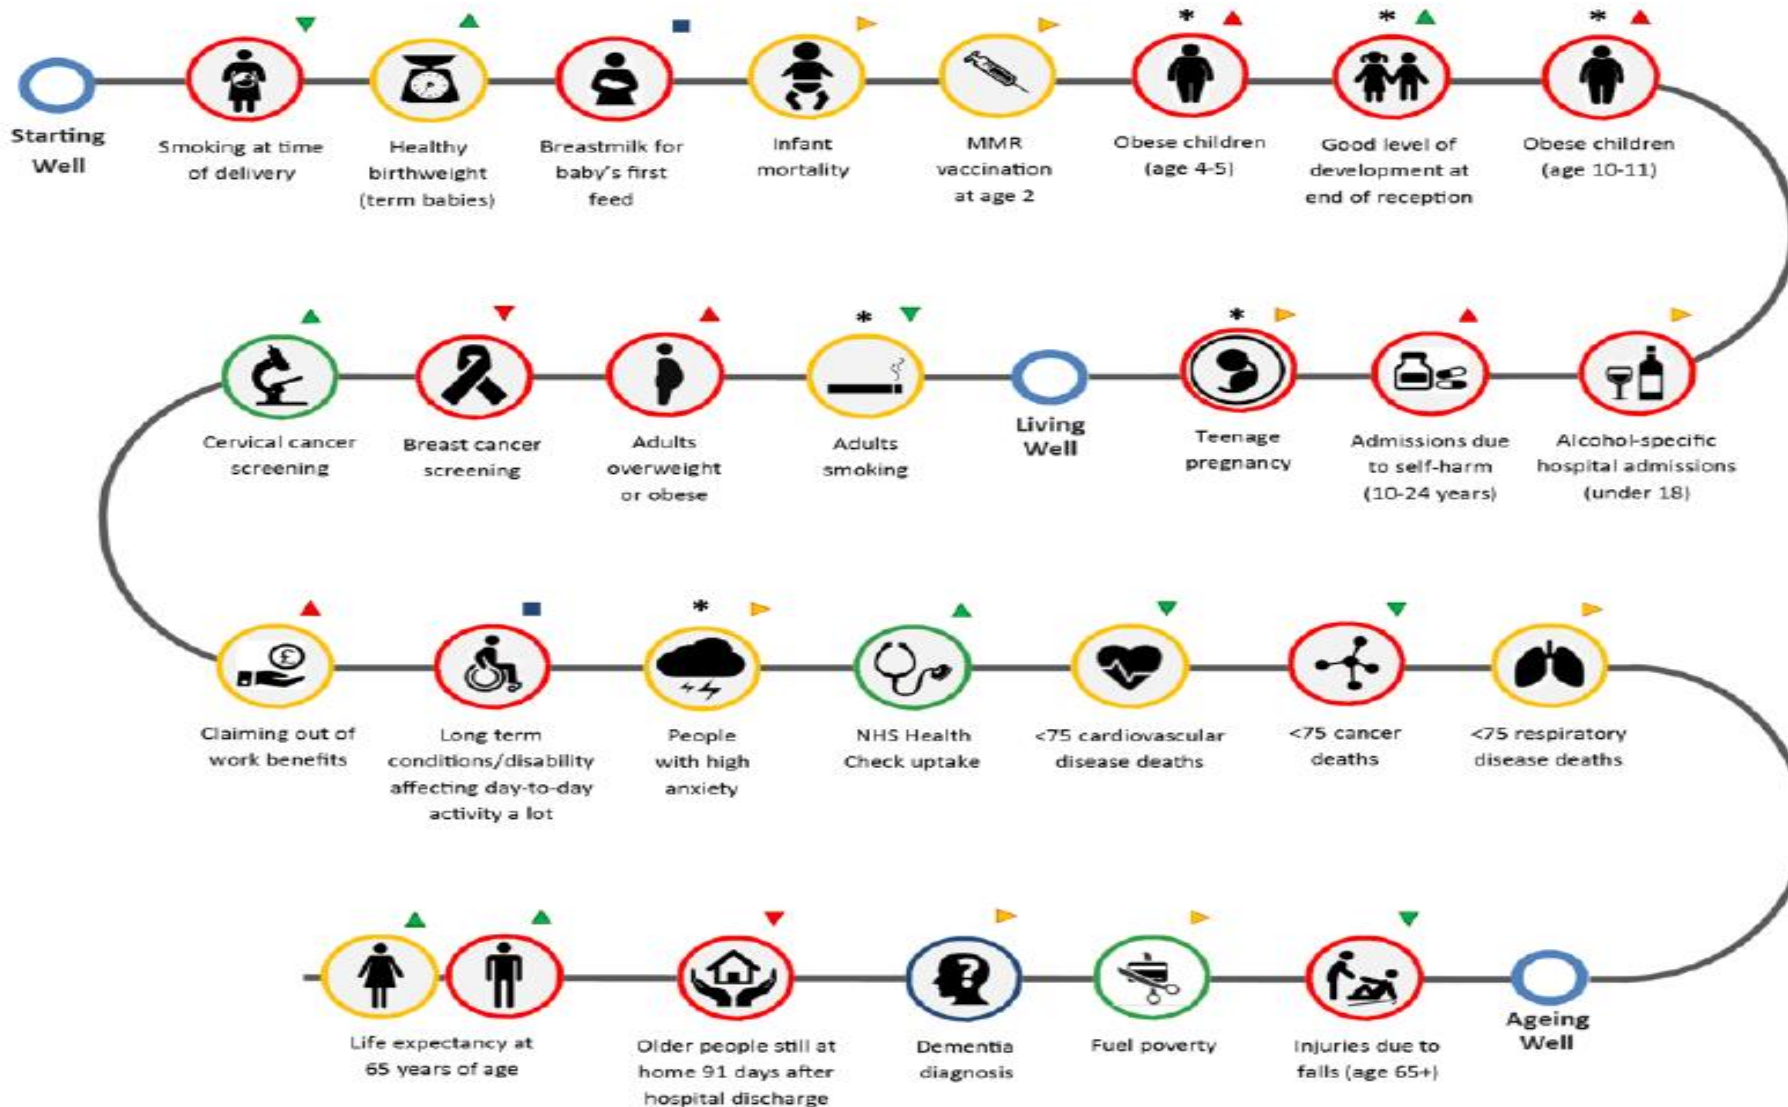 *
*
*
Starting
Well
Smoking at time
of delivery
Healthy
birthweight
(term babies)
Breastmilk for
baby's first
feed
Infant
mortality
MMR
vaccination
at age 2
Obese children
(age 4-5)
Good level of
development at
end of reception
Obese children
(age 10-11)
*
*
Cervical cancer
screening
Breast cancer
screening
Adults
overweight
or obese
Adults
smoking
Living
Well
Teenage
pregnancy
Admissions due
to self-harm
(10-24 years)
Alcohol-specific
hospital admissions
(under 18)
*
£
Claiming out of
work benefits
Long term
conditions/disability
affecting day-to-day
activity a lot
People
with high
anxiety
NHS Health
Check uptake
<75 cardiovascular
disease deaths
<75 cancer
deaths
<75 respiratory
disease deaths
?
Life expectancy at
65 years of age
Older people still at
home 91 days after
hospital discharge
Dementia
diagnosis
Fuel poverty
Injuries due to
falls (age 65+)
Ageing
Well